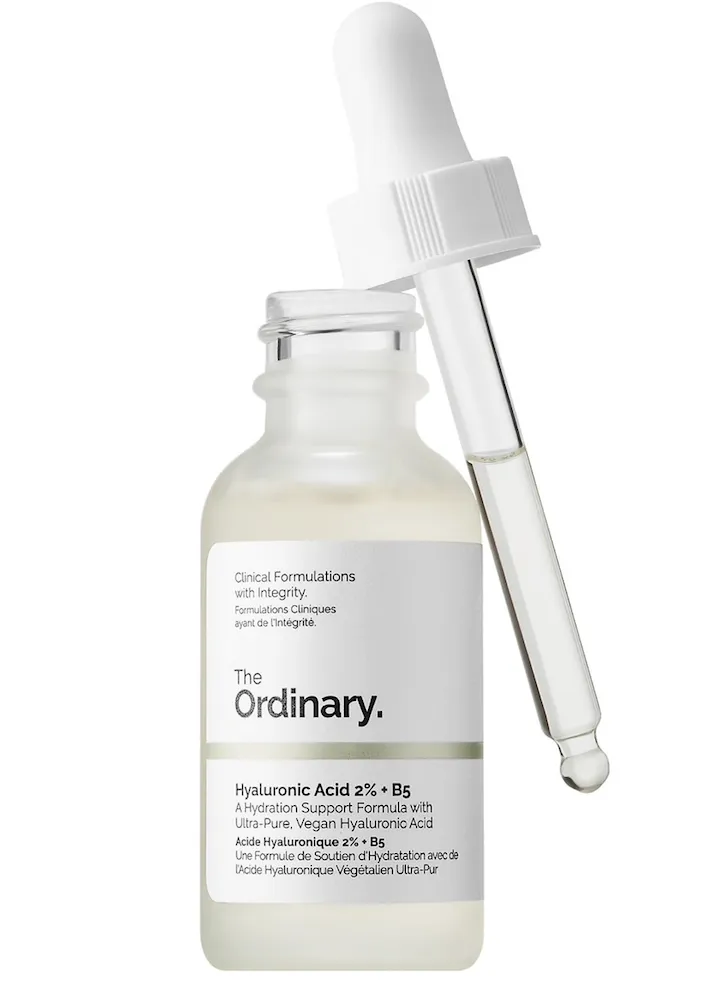 Clinical Formulations
with Integrity.
Formulations Cliniques
ayant de l'Intégrité.
The
Ordinary.
Hyaluronic Acid 2% + B5
A Hydration Support Formula with
Ultra-Pure, Vegan Hyaluronic Acid
Acide Hyaluronique 2% + B5
Une Formule de Soutien d'Hydratation avec de
l'Acide Hyaluronique Végétalien Ultra-Pur